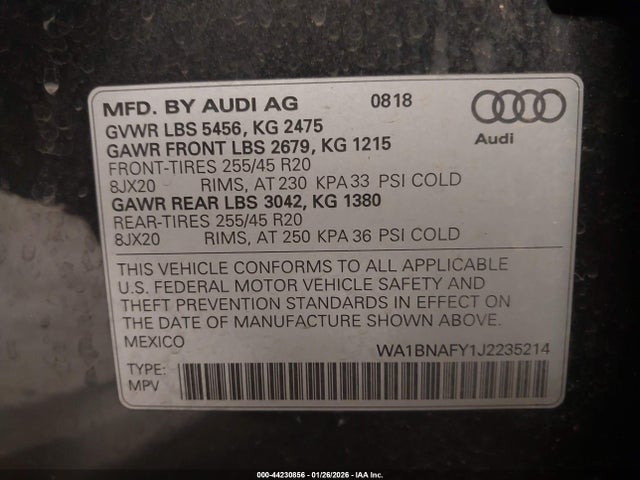 MFD. BY AUDI AG 0818
GVWR LBS 5456, KG 2475
Audi
GAWR FRONT LBS 2679, KG 1215
FRONT-TIRES 255/45 R20
8JX20 RIMS, AT 230 KPA 33 PSI COLD
GAWR REAR LBS 3042, KG 1380
REAR-TIRES 255/45 R20
8JX20 RIMS, AT 250 KPA 36 PSI COLD
THIS VEHICLE CONFORMS TO ALL APPLICABLE
U.S. FEDERAL MOTOR VEHICLE SAFETY AND
THEFT PREVENTION STANDARDS IN EFFECT ON
THE DATE OF MANUFACTURE SHOWN ABOVE.
MEXICO WA1BNAFY1J2235214
TYPE:
MPV
000-44230856 - 01/26/2026 - IAA Inc.